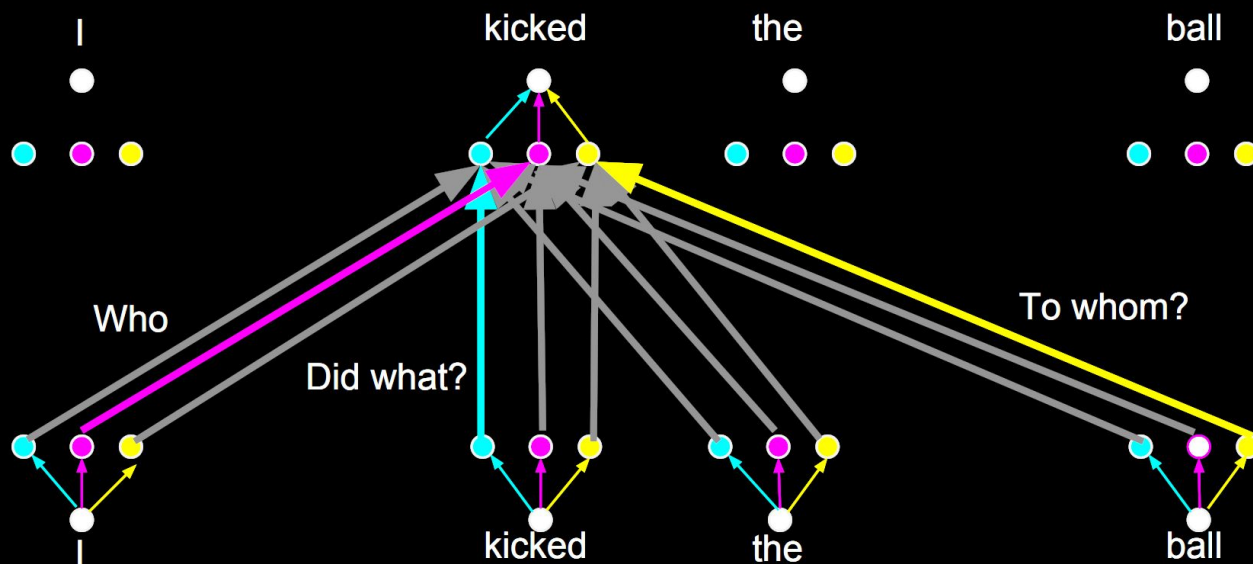 I kicked the ball
Who
To whom?
Did what?
I kicked the ball